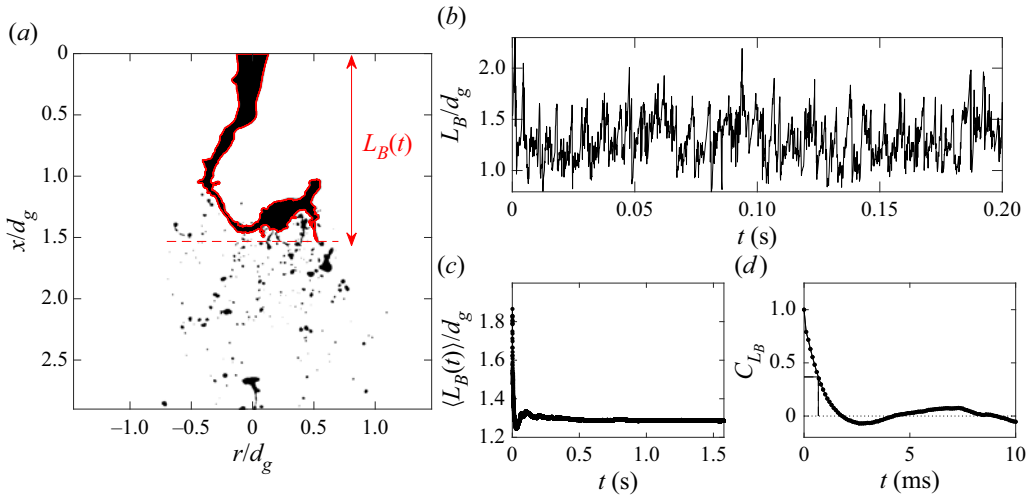 (a)
0
0.5
1.0
1.5
2.0
2.5
x/d_g
–1.0
–0.5
0
0.5
1.0
r/d_g
L_B(t)
(b)
2.0
1.5
1.0
L_B/d_g
0
0.05
0.10
0.15
0.20
t (s)
(c)
1.8
1.6
1.4
1.2
⟨L_B(t)⟩/d_g
0
0.5
1.0
1.5
t (s)
(d)
1.0
0.5
0
C_{L_B}
0
5
10
t (ms)